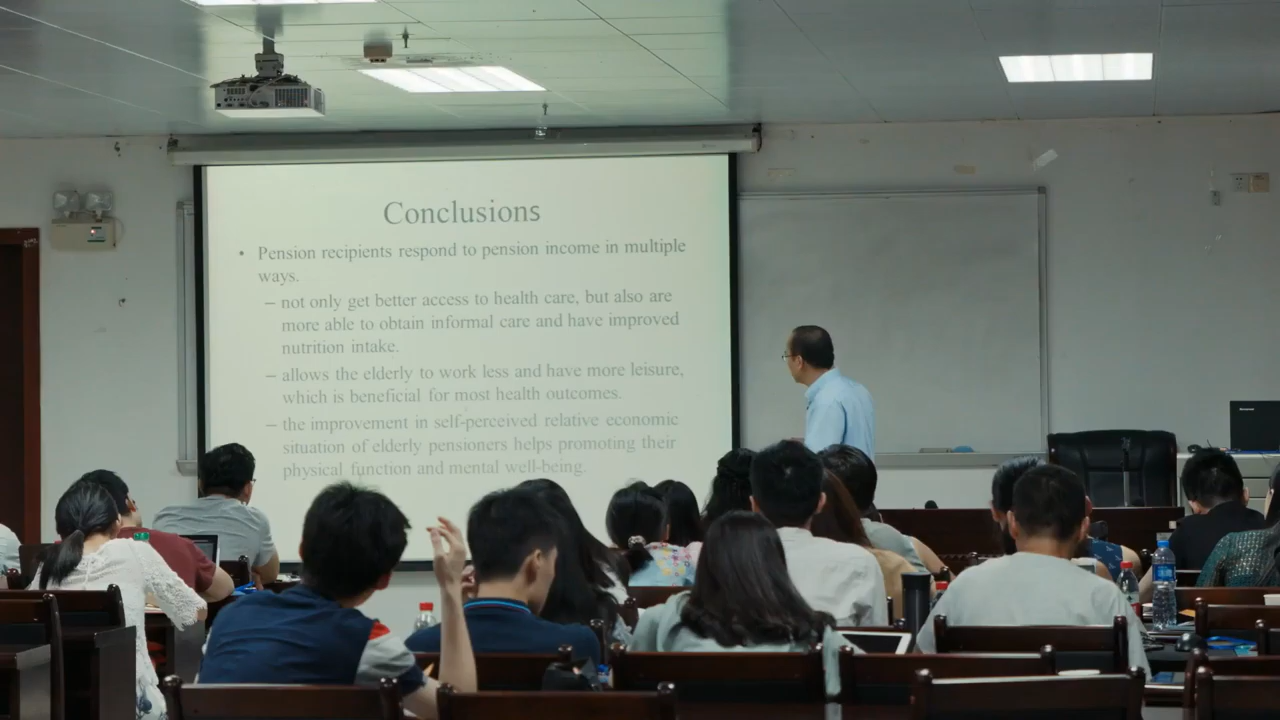 Conclusions
• Pension recipients respond to pension income in multiple
ways.
– not only get better access to health care, but also are
more able to obtain informal care and have improved
nutrition intake.
– allows the elderly to work less and have more leisure,
which is beneficial for most health outcomes.
– the improvement in self-perceived relative economic
situation of elderly pensioners helps promoting their
physical function and mental well-being.